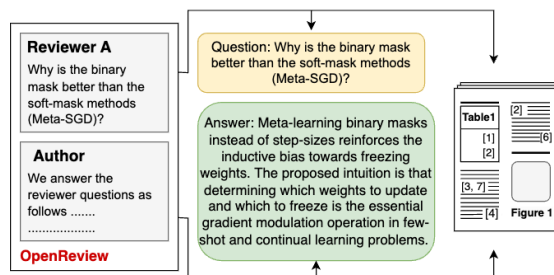 Reviewer A
Why is the binary
mask better than the
soft-mask methods
(Meta-SGD)?
Author
We answer the
reviewer questions as
follows .......
.....................
OpenReview
Question: Why is the binary mask
better than the soft-mask methods
(Meta-SGD)?
Answer: Meta-learning binary masks
instead of step-sizes reinforces the
inductive bias towards freezing
weights. The proposed intuition is that
determining which weights to update
and which to freeze is the essential
gradient modulation operation in few-
shot and continual learning problems.
Table1
[1]
[2]
[3, 7]
[4]
[2]
[6]
Figure 1